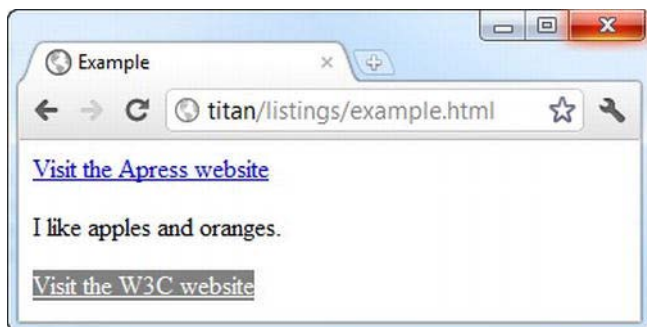 Example
titan/listings/example.html
Visit the Apress website
I like apples and oranges.
Visit the W3C website